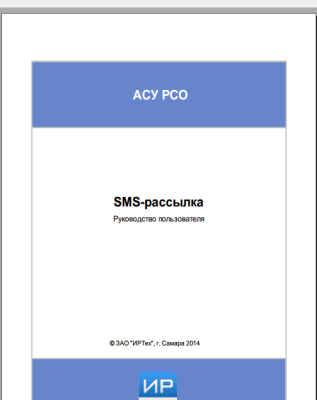 АСУ РСО
SMS-рассылка
Руководство пользователя
© ЗАО "ИРТех", г. Самара 2014
ИР